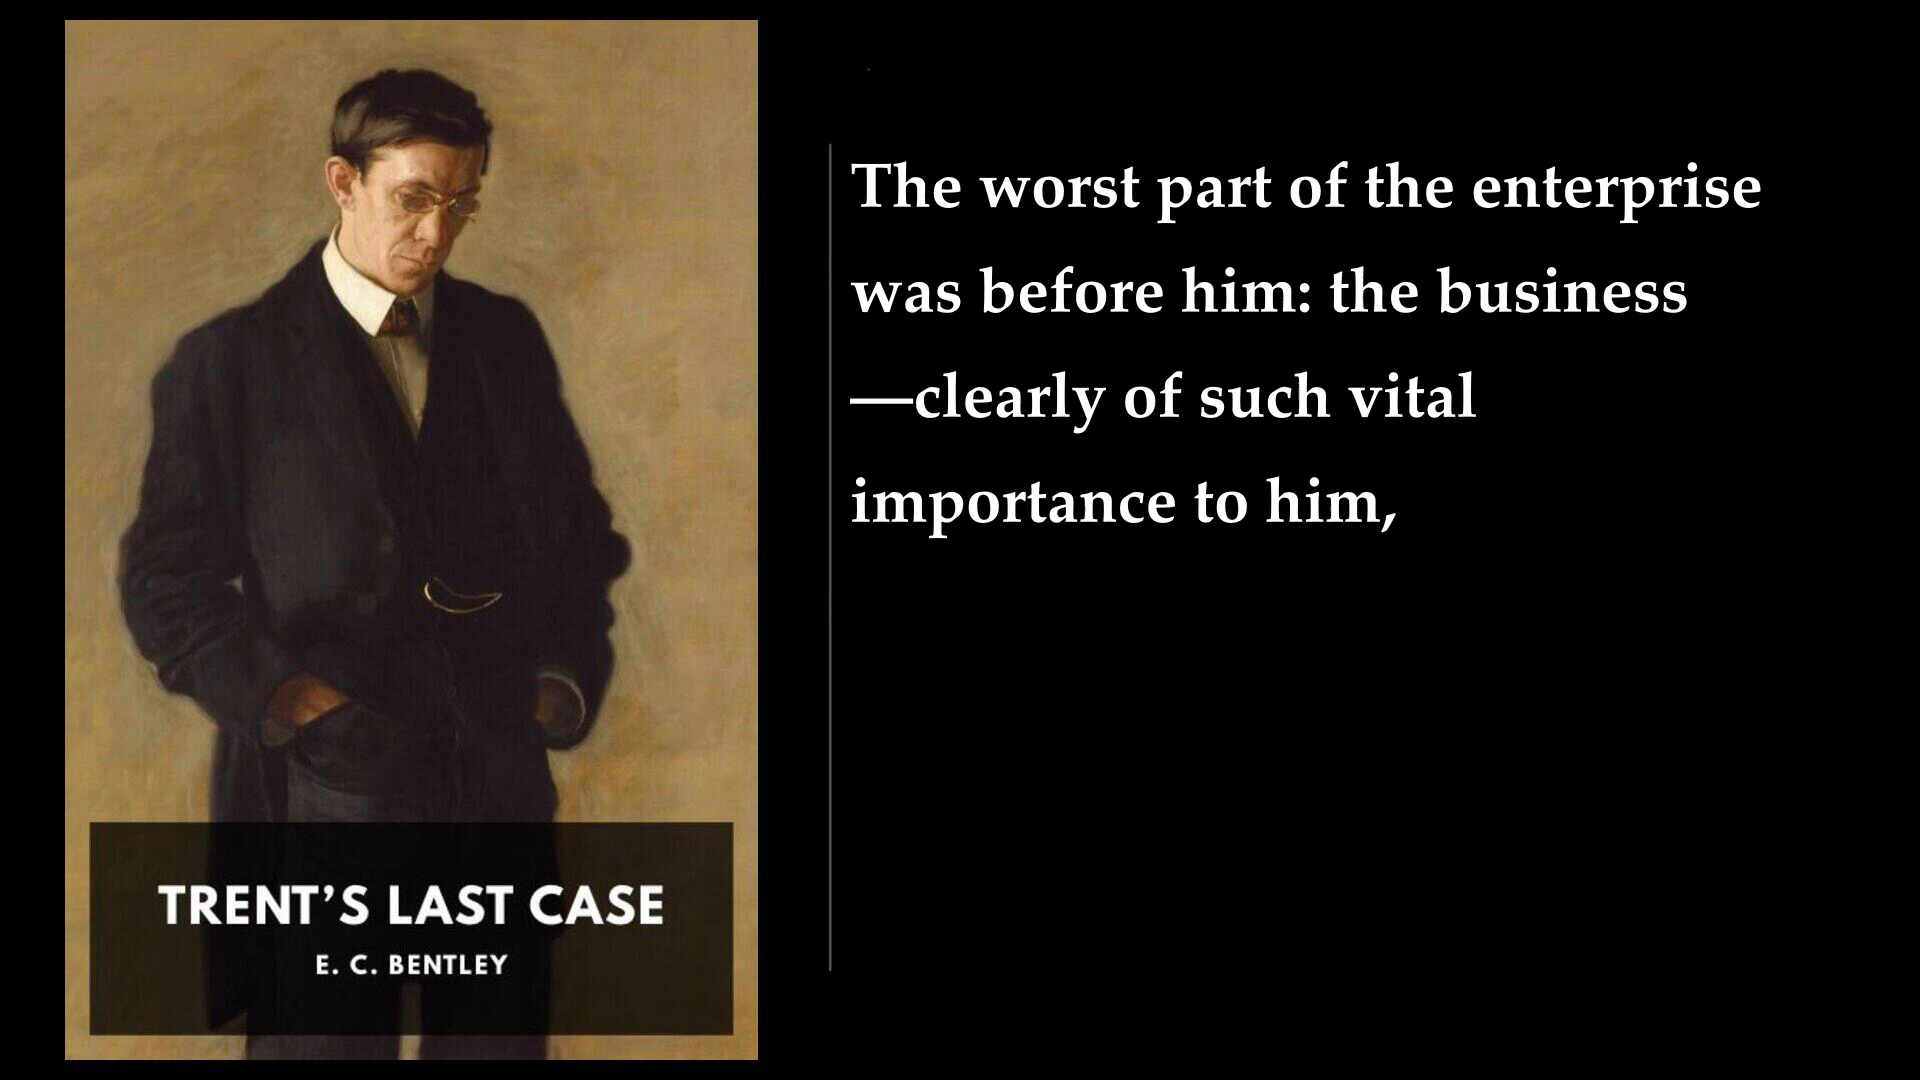 The worst part of the enterprise
was before him: the business
—clearly of such vital
importance to him,
TRENT’S LAST CASE
E. C. BENTLEY